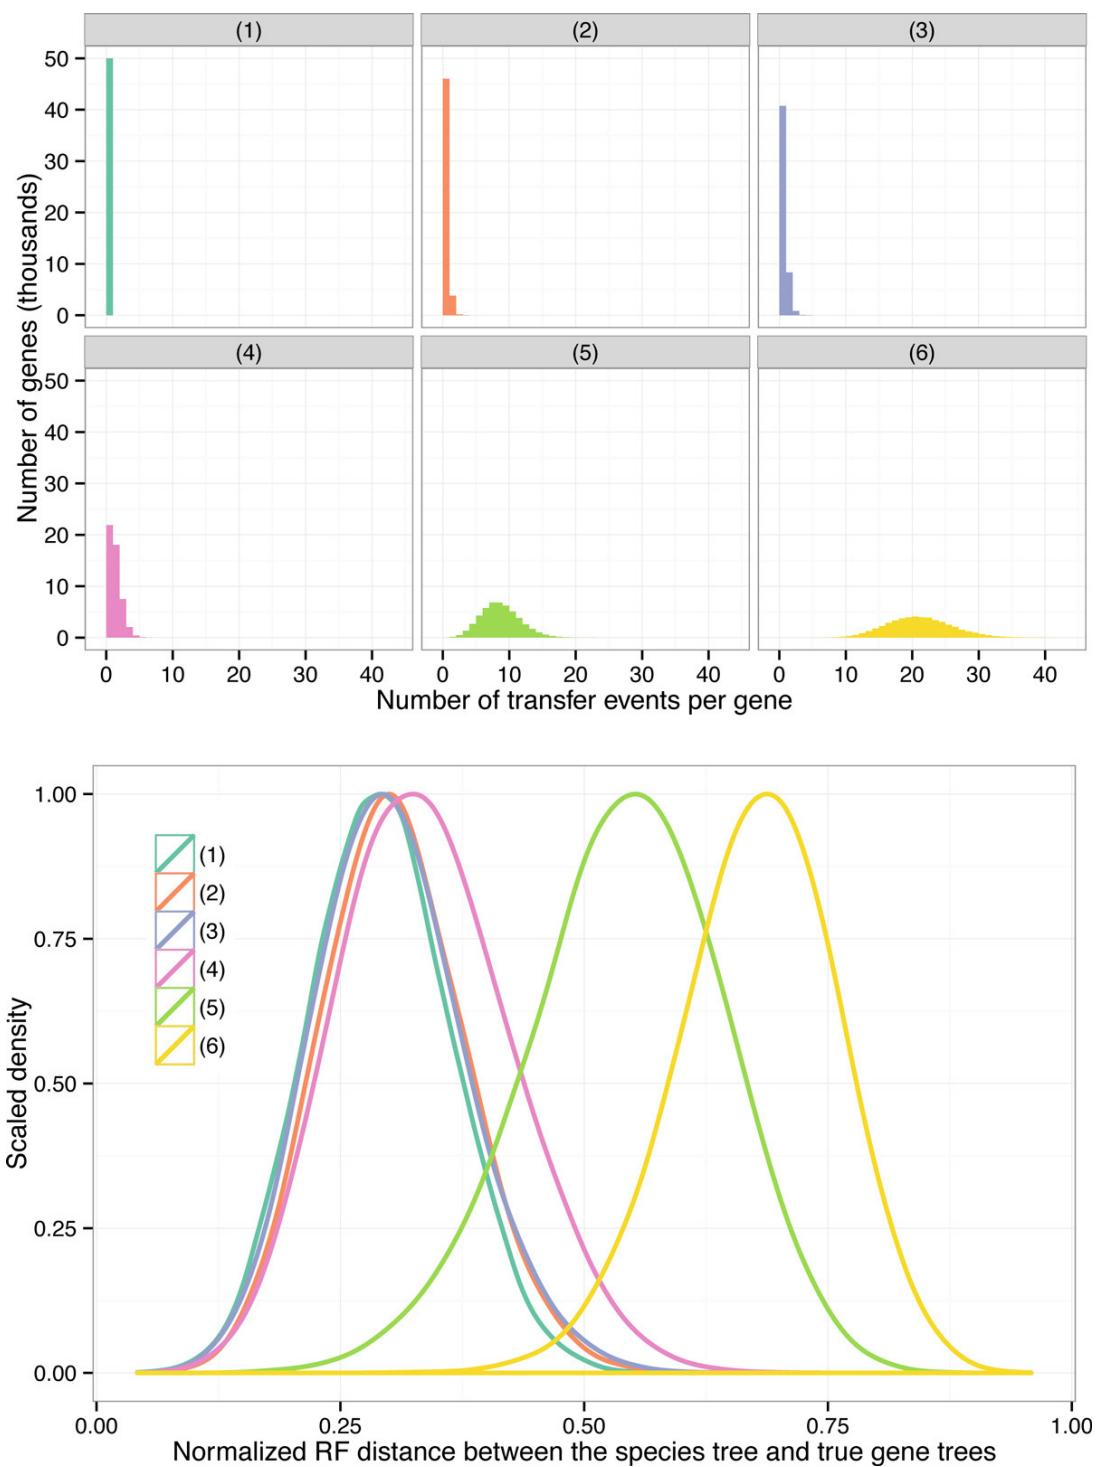 (1) (2) (3)
50
40
30
20
10
0
Number of genes (thousands)
(4) (5) (6)
50
40
30
20
10
0
0 10 20 30 40 0 10 20 30 40 0 10 20 30 40
Number of transfer events per gene
1.00
0.75
0.50
0.25
0.00
Scaled density
(1)
(2)
(3)
(4)
(5)
(6)
0.00 0.25 0.50 0.75 1.00
Normalized RF distance between the species tree and true gene trees